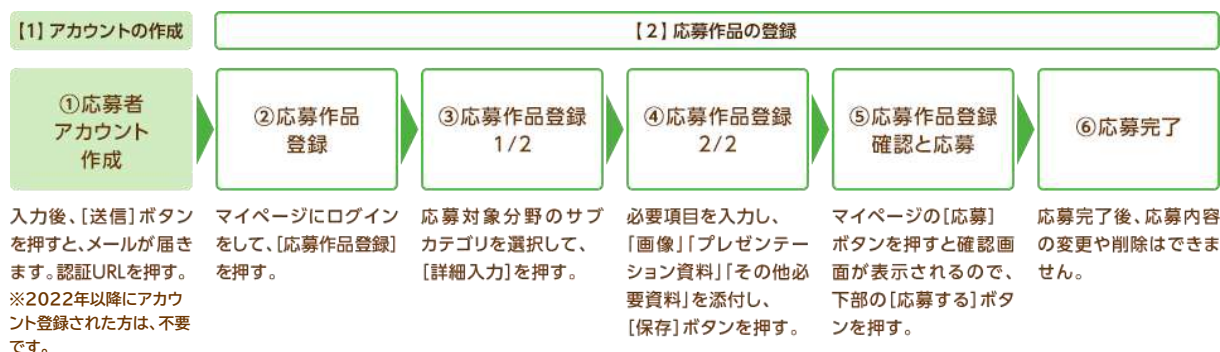 【1】アカウントの作成
【2】応募作品の登録
①応募者
アカウント
作成
②応募作品
登録
③応募作品登録
1/2
④応募作品登録
2/2
⑤応募作品登録
確認と応募
⑥応募完了
入力後、[送信]ボタン
を押すと、メールが届き
ます。認証URLを押す。
※2022年以降にアカウ
ント登録された方は、不要
です。
マイページにログイン
をして、[応募作品登録]
を押す。
応募対象分野のサブ
カテゴリを選択して、
[詳細入力]を押す。
必要項目を入力し、
「画像」「プレゼンテー
ション資料」「その他必
要資料」を添付し、
[保存]ボタンを押す。
マイページの[応募]
ボタンを押すと確認画
面が表示されるので、
下部の[応募する]ボタ
ンを押す。
応募完了後、応募内容
の変更や削除はできま
せん。